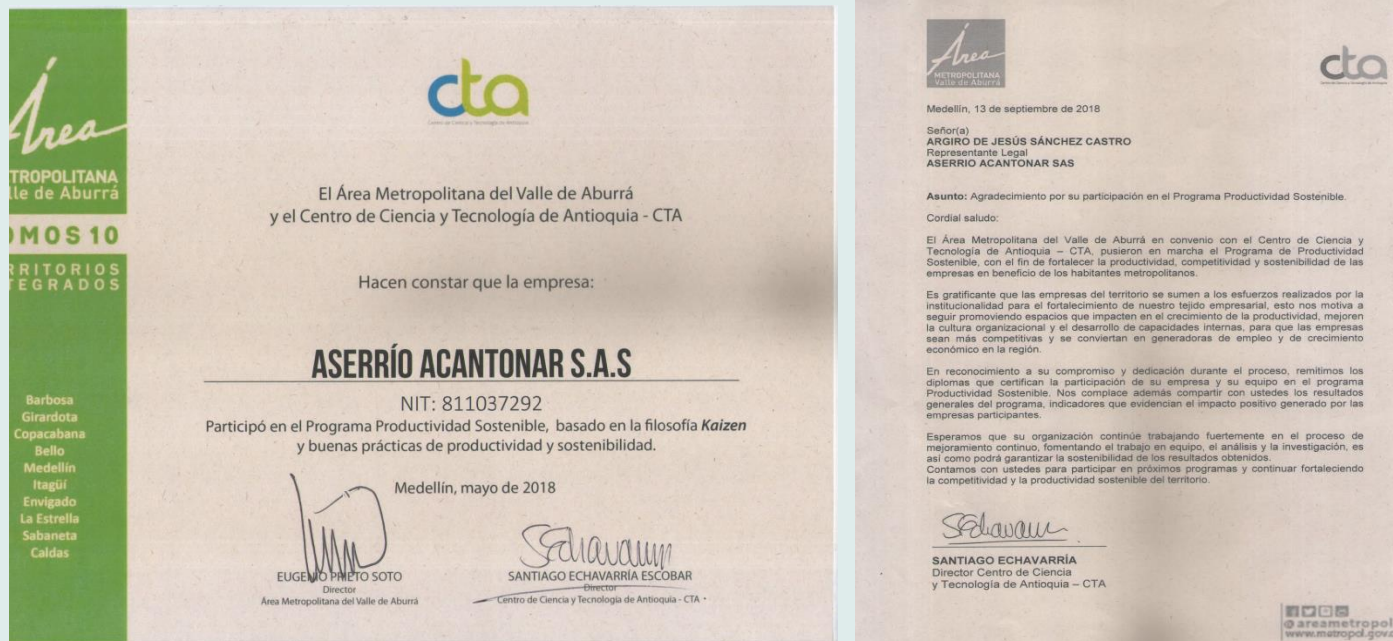 Área
TROPOLITANA
lle de Aburrá
OMOS 10
RRITORIOS
TEGRADOS
Barbosa
Girardota
Copacabana
Bello
Medellín
Itagüí
Envigado
La Estrella
Sabaneta
Caldas
cta
Centro de Ciencia y Tecnología de Antioquia
El Área Metropolitana del Valle de Aburrá
y el Centro de Ciencia y Tecnología de Antioquia - CTA
Hacen constar que la empresa:
ASERRÍO ACANTONAR S.A.S
NIT: 811037292
Participó en el Programa Productividad Sostenible, basado en la filosofía Kaizen
y buenas prácticas de productividad y sostenibilidad.
Medellín, mayo de 2018
EUGENIO PRIETO SOTO
Director
Área Metropolitana del Valle de Aburrá
SANTIAGO ECHAVARRÍA ESCOBAR
Director
Centro de Ciencia y Tecnología de Antioquia - CTA
Área
METROPOLITANA
Valle de Aburrá
cta
Centro de Ciencia y Tecnología de Antioquia
Medellín, 13 de septiembre de 2018
Señor(a)
ARGIRO DE JESÚS SÁNCHEZ CASTRO
Representante Legal
ASERRIO ACANTONAR SAS
Asunto: Agradecimiento por su participación en el Programa Productividad Sostenible.
Cordial saludo:
El Área Metropolitana del Valle de Aburrá en convenio con el Centro de Ciencia y
Tecnología de Antioquia – CTA, pusieron en marcha el Programa de Productividad
Sostenible, con el fin de fortalecer la productividad, competitividad y sostenibilidad de las
empresas en beneficio de los habitantes metropolitanos.
Es gratificante que las empresas del territorio se sumen a los esfuerzos realizados por la
institucionalidad para el fortalecimiento de nuestro tejido empresarial, esto nos motiva a
seguir promoviendo espacios que impacten en el crecimiento de la productividad, mejoren
la cultura organizacional y el desarrollo de capacidades internas, para que las empresas
sean más competitivas y se conviertan en generadoras de empleo y de crecimiento
económico en la región.
En reconocimiento a su compromiso y dedicación durante el proceso, remitimos los
diplomas que certifican la participación de su empresa y su equipo en el programa
Productividad Sostenible. Nos complace además compartir con ustedes los resultados
generales del programa, indicadores que evidencian el impacto positivo generado por las
empresas participantes.
Esperamos que su organización continúe trabajando fuertemente en el proceso de
mejoramiento continuo, fomentando el trabajo en equipo, el análisis y la investigación, es
así como podrá garantizar la sostenibilidad de los resultados obtenidos.
Contamos con ustedes para participar en próximos programas y continuar fortaleciendo
la competitividad y la productividad sostenible del territorio.
SANTIAGO ECHAVARRÍA
Director Centro de Ciencia
y Tecnología de Antioquia – CTA
@areametropol
www.metropol.gov